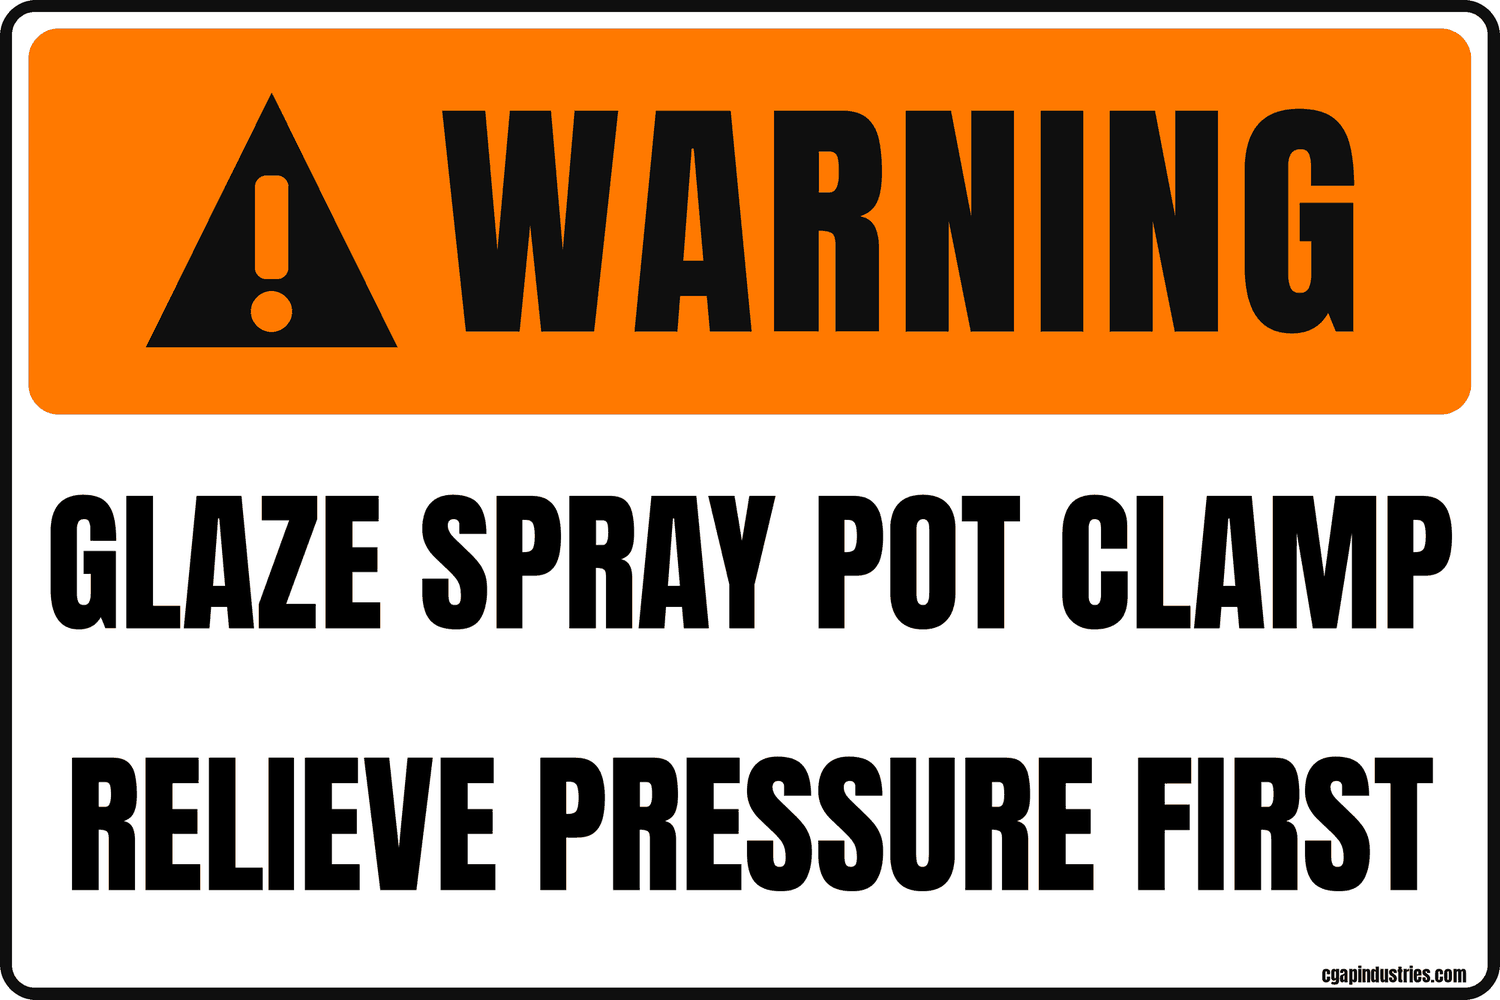 WARNING
GLAZE SPRAY POT CLAMP
RELIEVE PRESSURE FIRST
cgapindustries.com